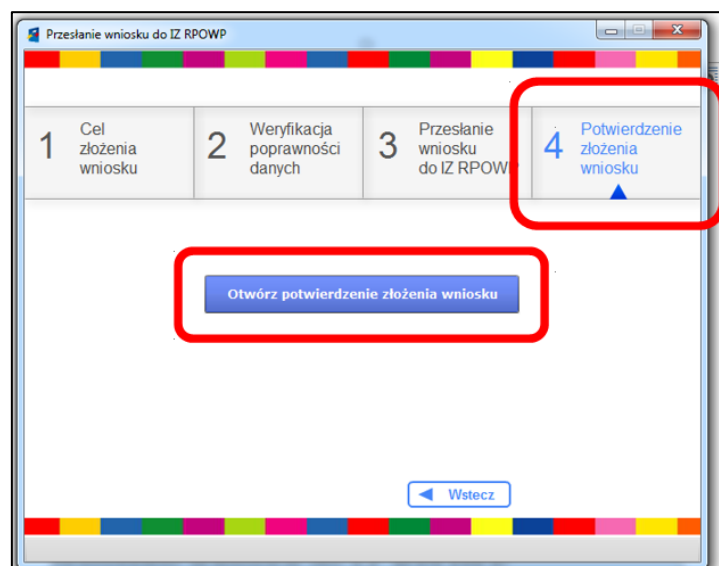 Przesłanie wniosku do IZ RPOWP
1
Cel
złożenia
wniosku
2
Weryfikacja
poprawności
danych
3
Przesłanie
wniosku
do IZ RPOWP
4
Potwierdzenie
złożenia
wniosku
Otwórz potwierdzenie złożenia wniosku
Wstecz